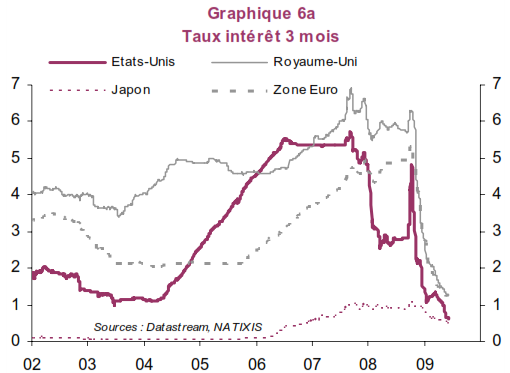 Graphique 6a
Taux intérêt 3 mois
Etats-Unis Royaume-Uni
Japon Zone Euro
7 7
6 6
5 5
4 4
3 3
2 2
1 1
0 0
Sources : Datastream, NATIXIS
02 03 04 05 06 07 08 09